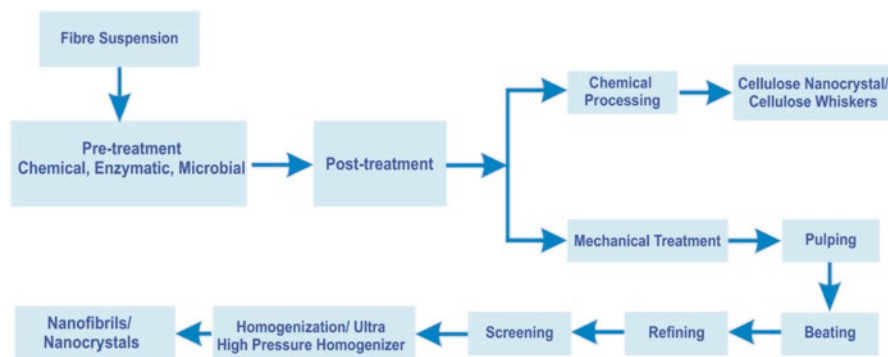 Fibre Suspension
Pre-treatment
Chemical, Enzymatic, Microbial
Post-treatment
Chemical
Processing
Cellulose Nanocrystal/
Cellulose Whiskers
Mechanical Treatment
Pulping
Beating
Refining
Screening
Homogenization/ Ultra
High Pressure Homogenizer
Nanofibrils/
Nanocrystals